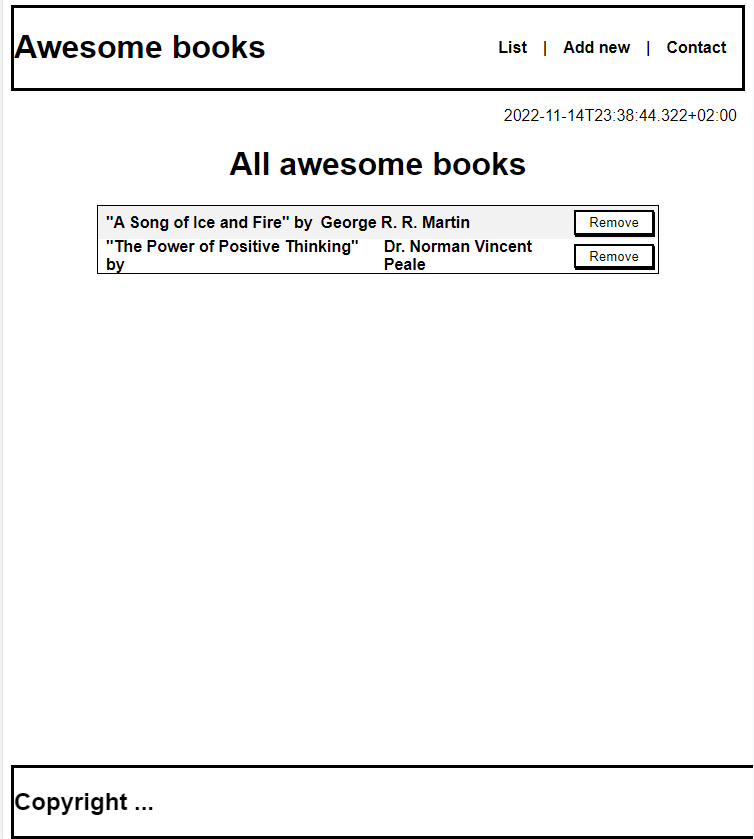 Awesome books
List | Add new | Contact
2022-11-14T23:38:44.322+02:00
All awesome books
"A Song of Ice and Fire" by George R. R. Martin
Remove
"The Power of Positive Thinking"
by
Dr. Norman Vincent
Peale
Remove
Copyright ...